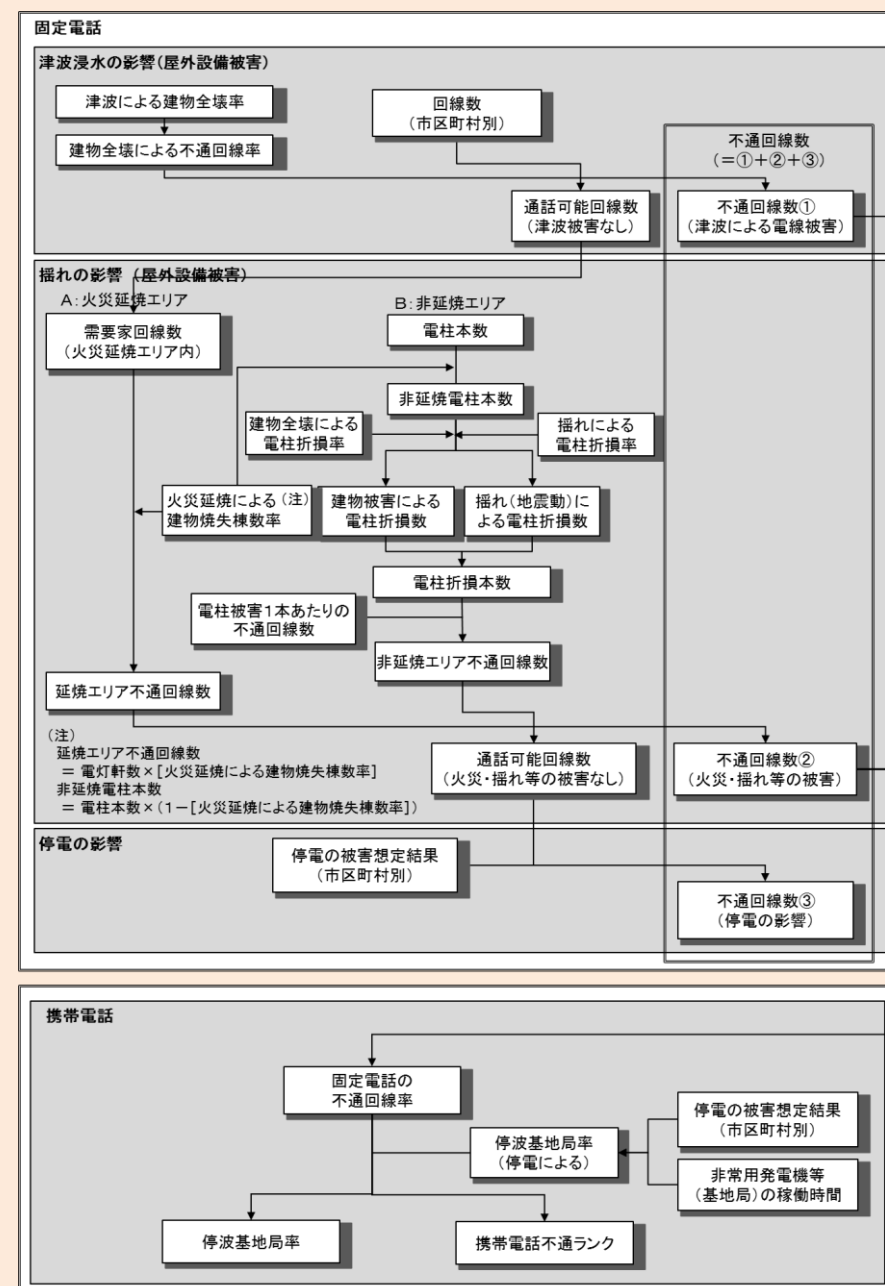 固定電話
津波浸水の影響(屋外設備被害)
津波による建物全壊率
回線数
(市区町村別)
建物全壊による不通回線率
不通回線数
(=①+②+③)
通話可能回線数
(津波被害なし)
不通回線数①
(津波による電線被害)
揺れの影響 (屋外設備被害)
A:火災延焼エリア
B:非延焼エリア
需要家回線数
(火災延焼エリア内)
電柱本数
非延焼電柱本数
建物全壊による
電柱折損率
揺れによる
電柱折損率
火災延焼による(注)
建物焼失棟数率
建物被害による
電柱折損数
揺れ(地震動)に
よる電柱折損数
電柱折損本数
電柱被害1本あたりの
不通回線数
非延焼エリア不通回線数
延焼エリア不通回線数
(注)
延焼エリア不通回線数
= 電灯軒数×[火災延焼による建物焼失棟数率]
非延焼電柱本数
= 電柱本数×(1-[火災延焼による建物焼失棟数率])
通話可能回線数
(火災・揺れ等の被害なし)
不通回線数②
(火災・揺れ等の被害)
停電の影響
停電の被害想定結果
(市区町村別)
不通回線数③
(停電の影響)
携帯電話
固定電話の
不通回線率
停波基地局率
(停電による)
停電の被害想定結果
(市区町村別)
非常用発電機等
(基地局)の稼働時間
停波基地局率
携帯電話不通ランク